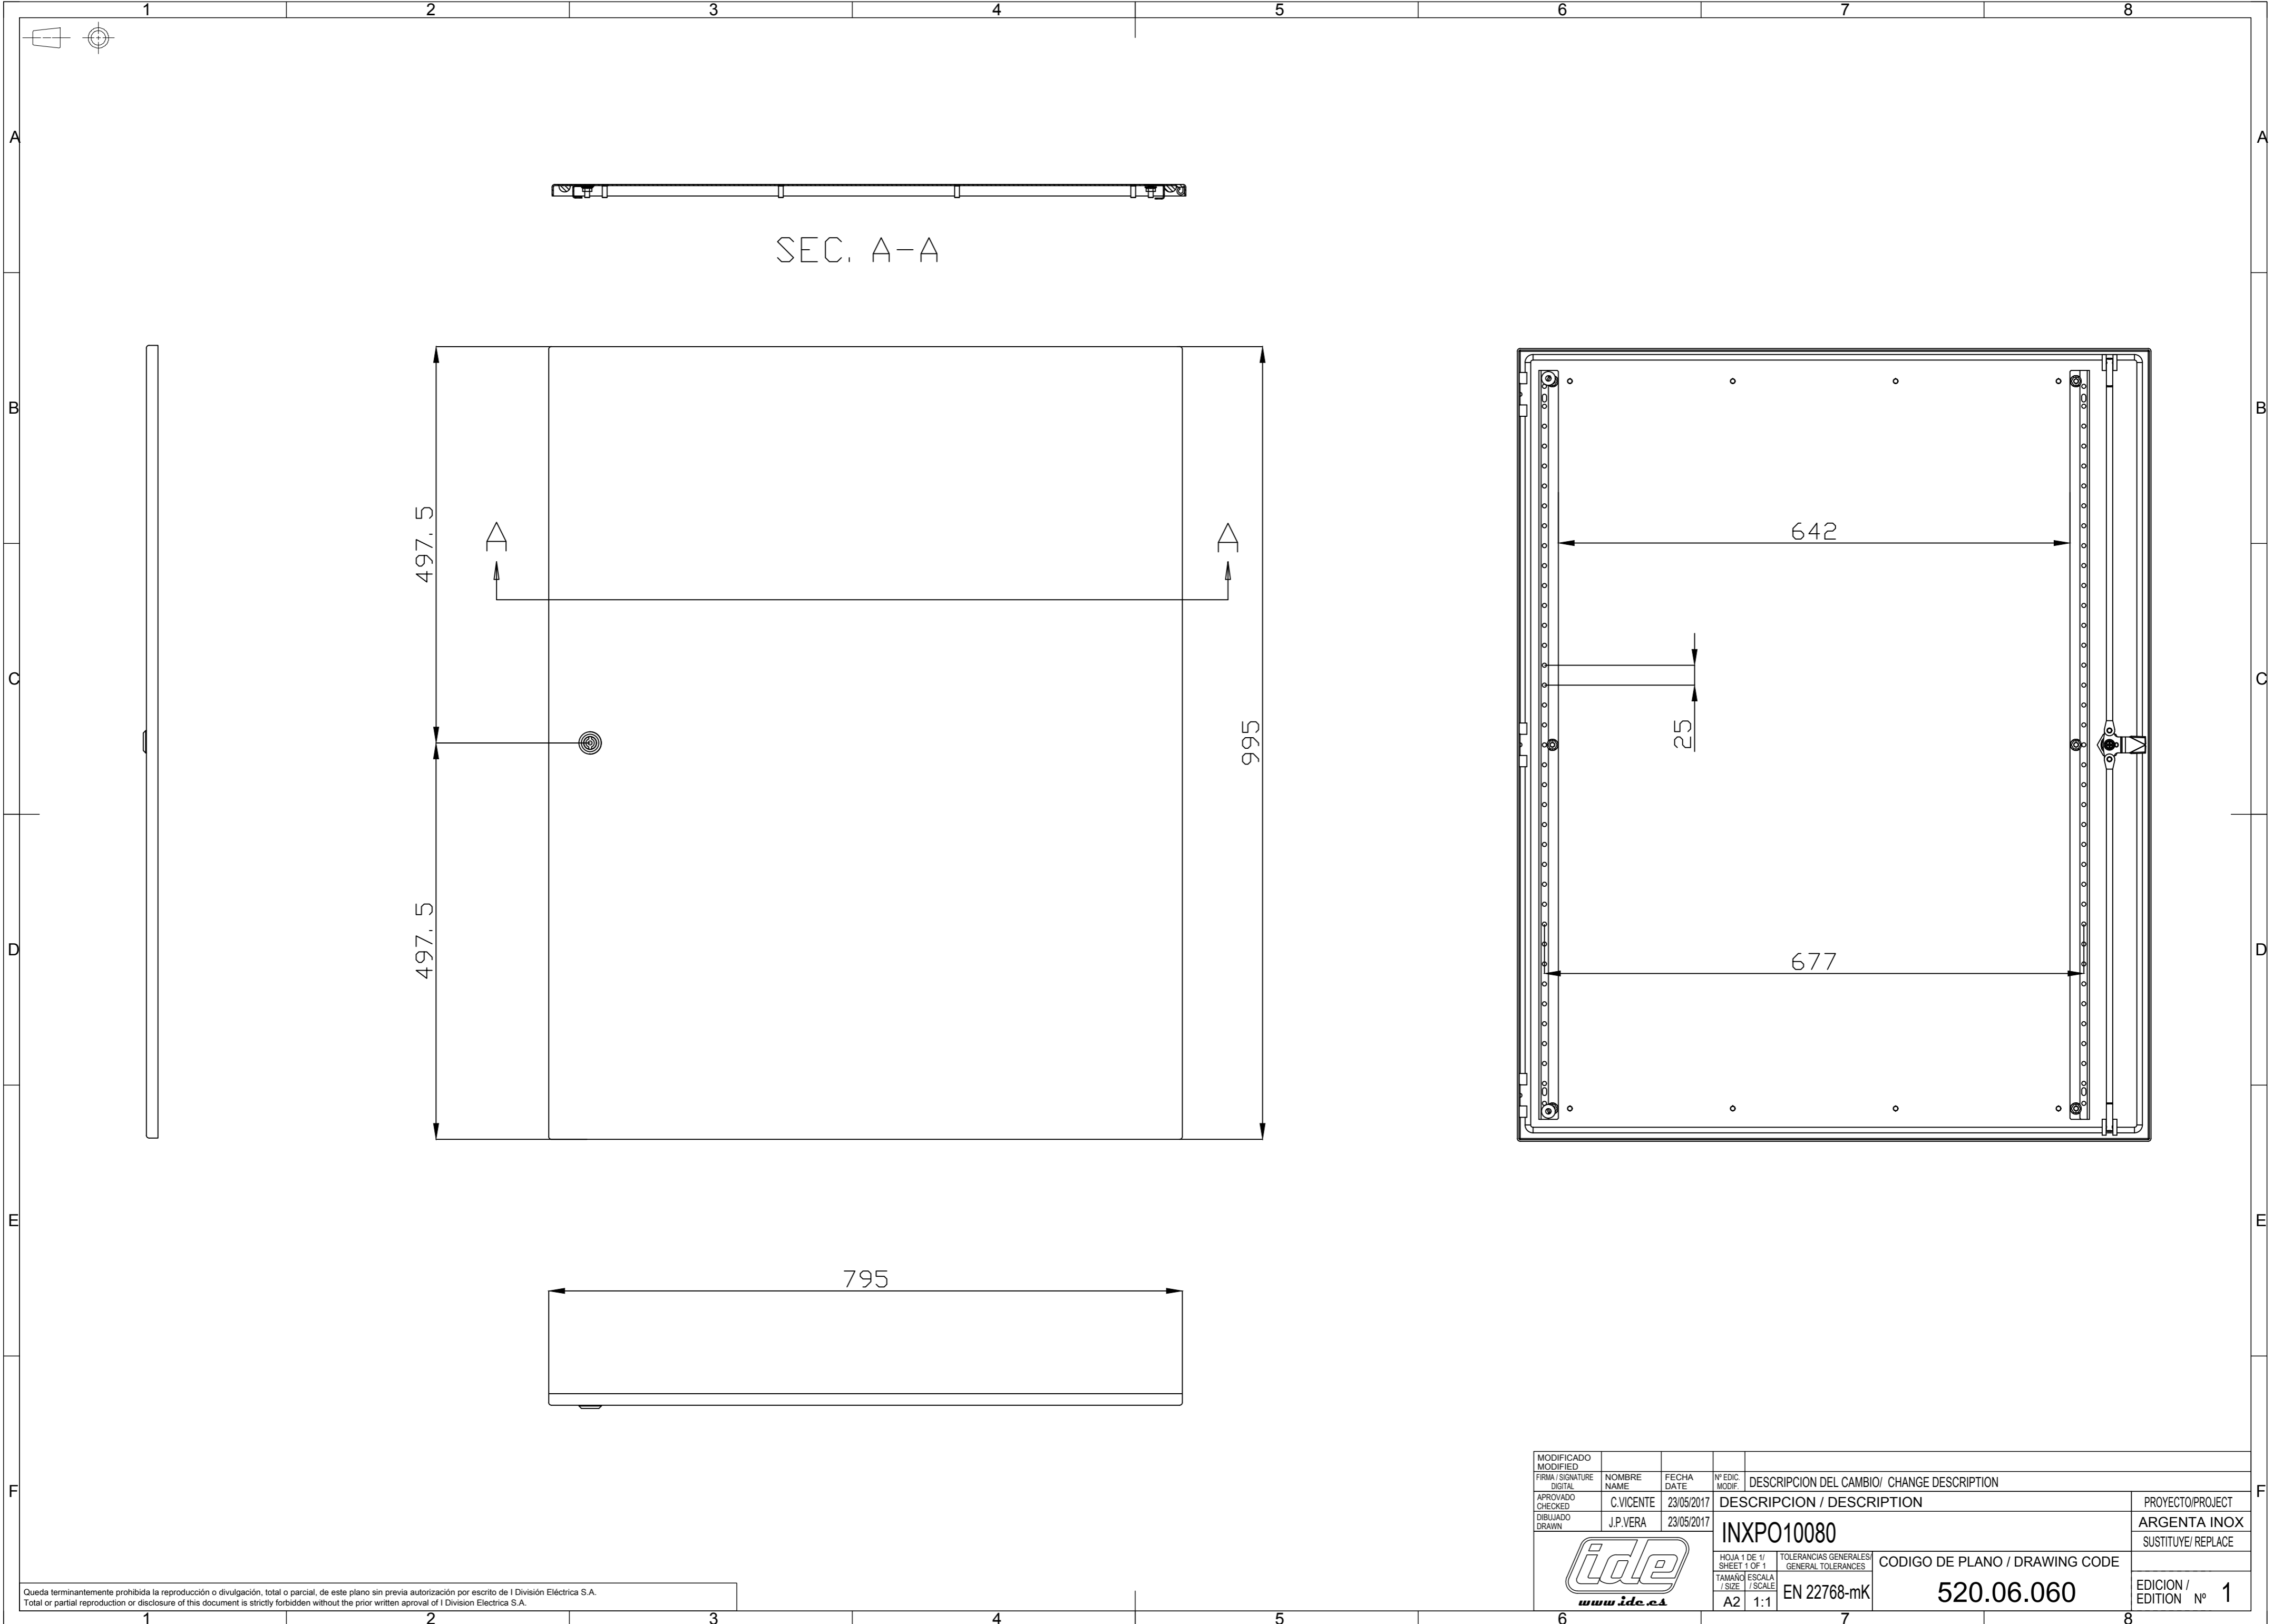 1 2 3 4 5 6 7 8
A A
SEC. A-A
B B
497.5
A A
642
C C
25
995
497.5
677
D D
E E
795
F F
MODIFICADO
MODIFIED
FIRMA / SIGNATURE
DIGITAL
NOMBRE
NAME
FECHA
DATE
Nº EDIC.
MODIF.
DESCRIPCION DEL CAMBIO/ CHANGE DESCRIPTION
APROVADO
CHECKED
C.VICENTE
23/05/2017
DESCRIPCION / DESCRIPTION
PROYECTO/PROJECT
DIBUJADO
DRAWN
J.P.VERA
23/05/2017
INXPO10080
ARGENTA INOX
SUSTITUYE/ REPLACE
ide
www.ide.es
HOJA 1 DE 1/
SHEET 1 OF 1
TOLERANCIAS GENERALES/
GENERAL TOLERANCES
CODIGO DE PLANO / DRAWING CODE
TAMAÑO
/ SIZE
ESCALA
/ SCALE
A2
1:1
EN 22768-mK
520.06.060
EDICION /
EDITION Nº 1
Queda terminantemente prohibida la reproducción o divulgación, total o parcial, de este plano sin previa autorización por escrito de I División Eléctrica S.A.
Total or partial reproduction or disclosure of this document is strictly forbidden without the prior written aproval of I Division Electrica S.A.
1 2 3 4 5 6 7 8